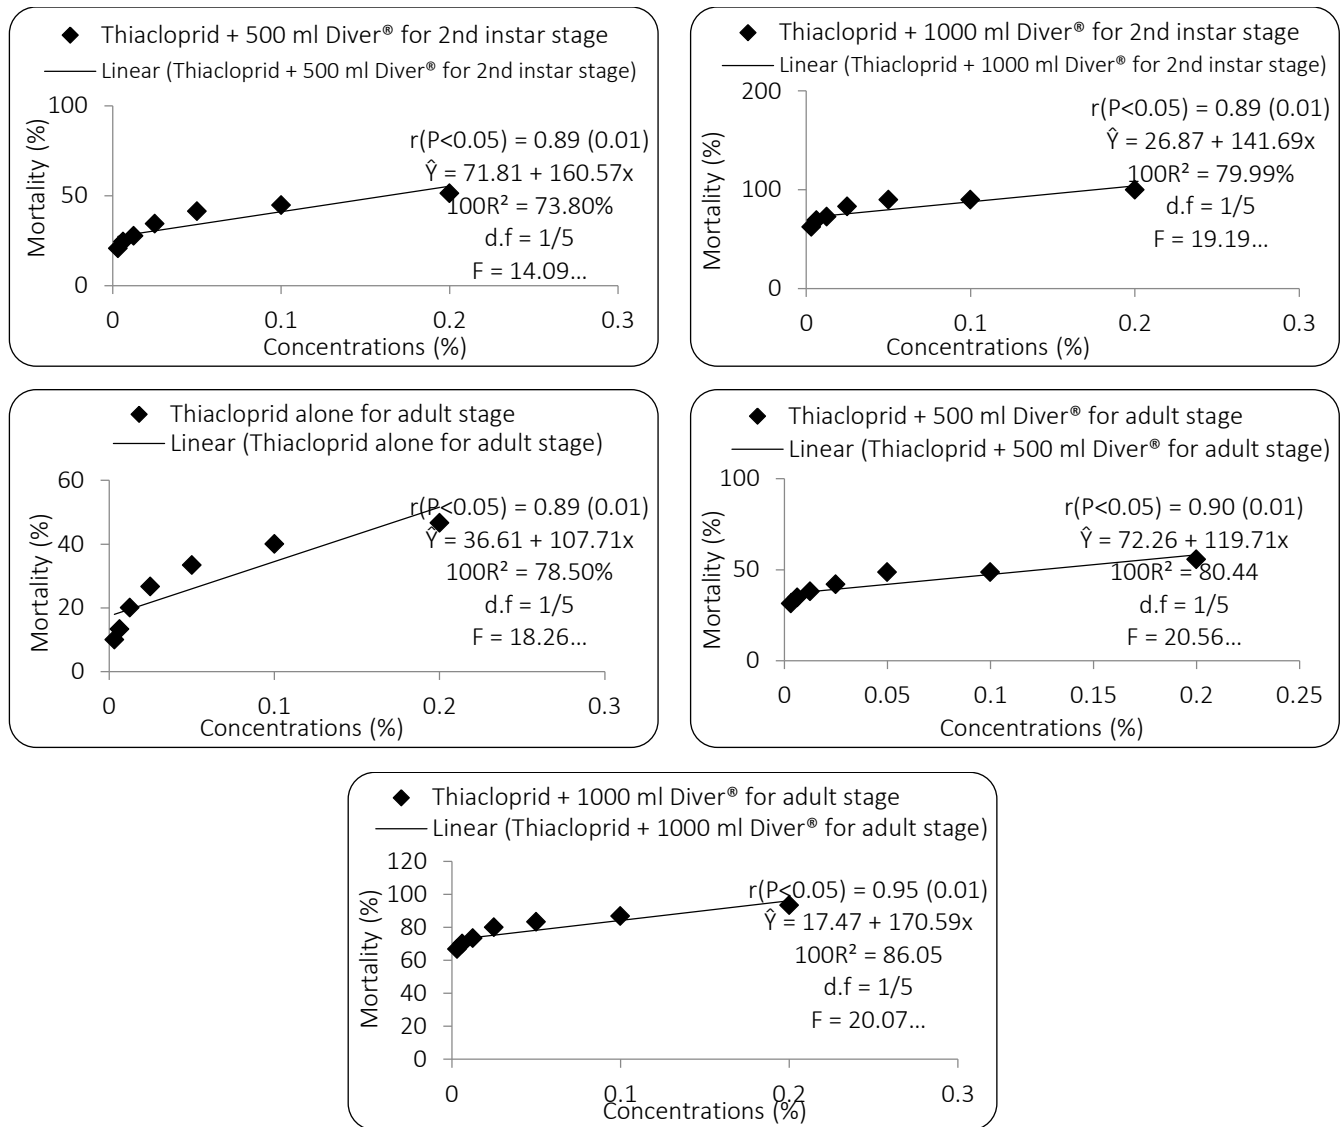 Thiacloprid + 500 ml Diver® for 2nd instar stage
Linear (Thiacloprid + 500 ml Diver® for 2nd instar stage)
Mortality (%)
100
50
0
r(P<0.05) = 0.89 (0.01)
Ŷ = 71.81 + 160.57x
100R² = 73.80%
d.f = 1/5
F = 14.09...
0 0.1 0.2 0.3
Concentrations (%)
Thiacloprid + 1000 ml Diver® for 2nd instar stage
Linear (Thiacloprid + 1000 ml Diver® for 2nd instar stage)
Mortality (%)
200
100
0
r(P<0.05) = 0.89 (0.01)
Ŷ = 26.87 + 141.69x
100R² = 79.99%
d.f = 1/5
F = 19.19...
0 0.1 0.2 0.3
Concentrations (%)
Thiacloprid alone for adult stage
Linear (Thiacloprid alone for adult stage)
Mortality (%)
60
40
20
0
r(P<0.05) = 0.89 (0.01)
Ŷ = 36.61 + 107.71x
100R² = 78.50%
d.f = 1/5
F = 18.26...
0 0.1 0.2 0.3
Concentrations (%)
Thiacloprid + 500 ml Diver® for adult stage
Linear (Thiacloprid + 500 ml Diver® for adult stage)
Mortality (%)
100
50
0
r(P<0.05) = 0.90 (0.01)
Ŷ = 72.26 + 119.71x
100R² = 80.44
d.f = 1/5
F = 20.56...
0 0.05 0.1 0.15 0.2 0.25
Concentrations (%)
Thiacloprid + 1000 ml Diver® for adult stage
Linear (Thiacloprid + 1000 ml Diver® for adult stage)
Mortality (%)
120
100
80
60
40
20
0
r(P<0.05) = 0.95 (0.01)
Ŷ = 17.47 + 170.59x
100R² = 86.05
d.f = 1/5
F = 20.07...
0 0.1 0.2 0.3
Concentrations (%)